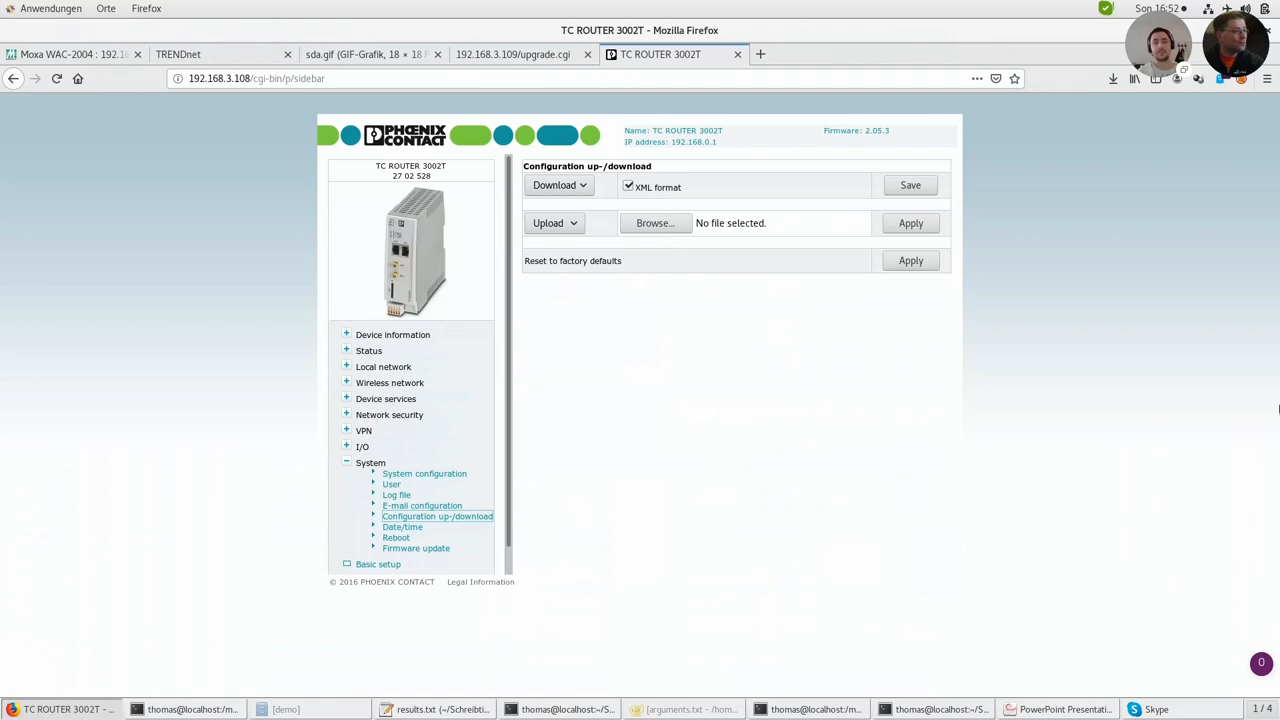 Anwendungen Orte Firefox Son 16:52
TC ROUTER 3002T - Mozilla Firefox
Moxa WAC-2004 : 192.16 TRENDnet sda.gif (GIF-Grafik, 18 × 18 F 192.168.3.109/upgrade.cgi TC ROUTER 3002T
192.168.3.108/cgi-bin/p/sidebar
PHŒNIX CONTACT
Name: TC ROUTER 3002T Firmware: 2.05.3
IP address: 192.168.0.1
TC ROUTER 3002T
27 02 528
Configuration up-/download
Download XML format Save
Upload Browse... No file selected. Apply
Reset to factory defaults Apply
Device information
Status
Local network
Wireless network
Device services
Network security
VPN
I/O
System
System configuration
User
Log file
E-mail configuration
Configuration up-/download
Date/time
Reboot
Firmware update
Basic setup
© 2016 PHOENIX CONTACT Legal Information
0
TC ROUTER 3002T - ... thomas@localhost:/m... [demo] results.txt (~/Schreibti... thomas@localhost:~/S... [arguments.txt - /hom... thomas@localhost:/m... thomas@localhost:~/S... PowerPoint Presentati... Skype 1 / 4